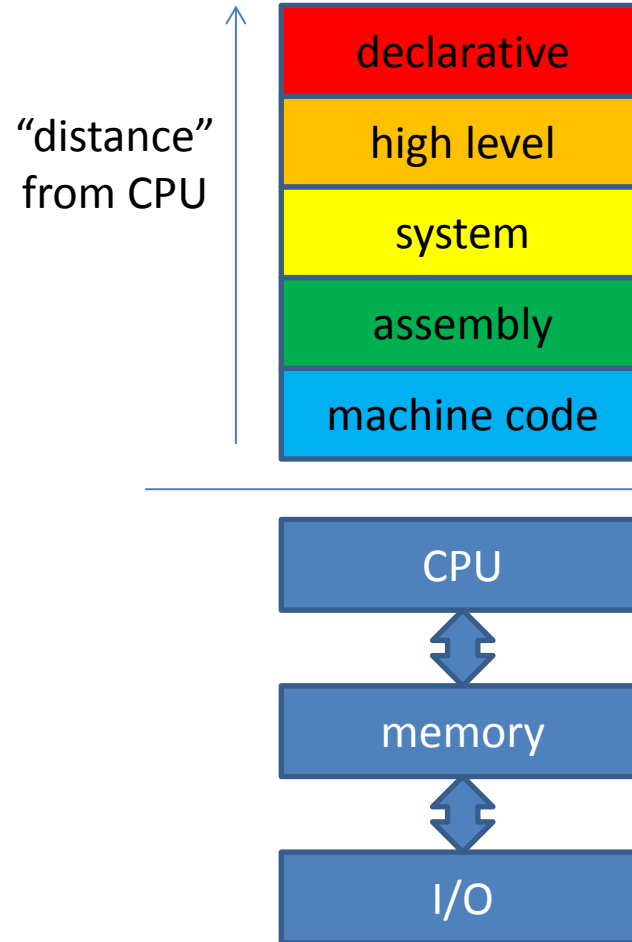 declarative
“distance”
from CPU
high level
system
assembly
machine code
CPU
memory
I/O